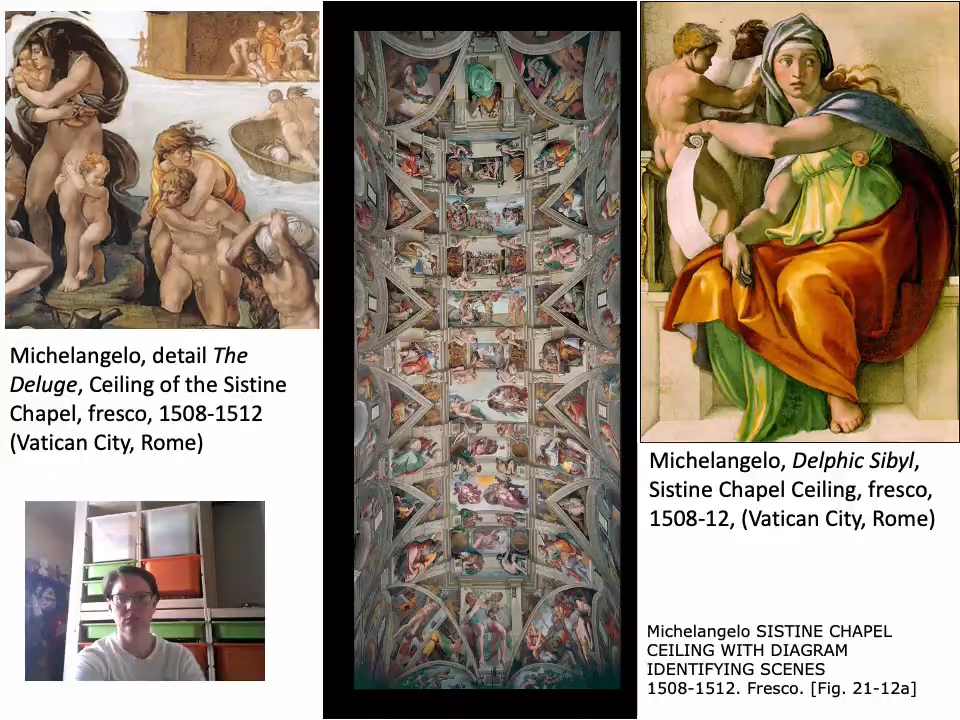 Michelangelo, detail The
Deluge, Ceiling of the Sistine
Chapel, fresco, 1508-1512
(Vatican City, Rome)
Michelangelo, Delphic Sibyl,
Sistine Chapel Ceiling, fresco,
1508-12, (Vatican City, Rome)
Michelangelo SISTINE CHAPEL
CEILING WITH DIAGRAM
IDENTIFYING SCENES
1508-1512. Fresco. [Fig. 21-12a]